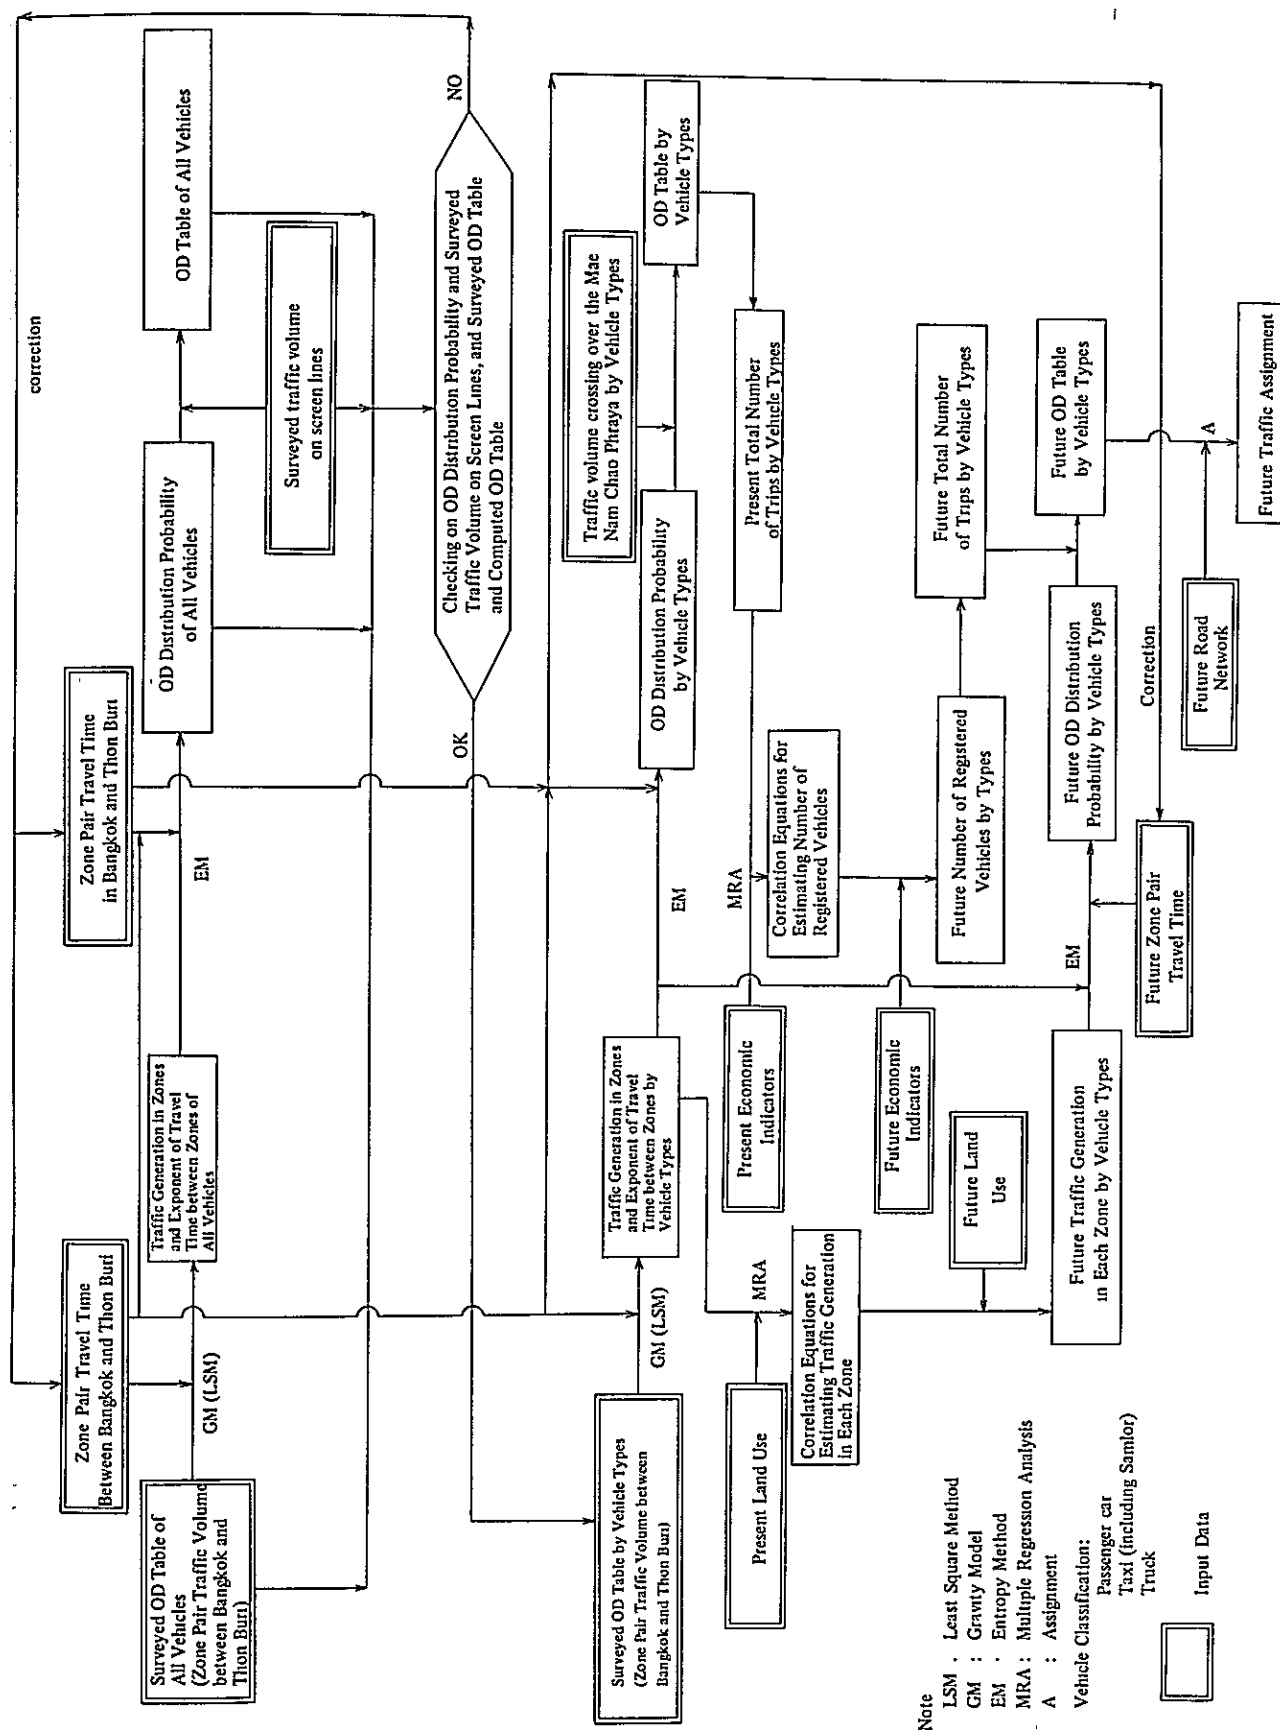 correction
Zone Pair Travel Time
Between Bangkok and Thon Buri
Zone Pair Travel Time
in Bangkok and Thon Buri
Surveyed OD Table of
All Vehicles
(Zone Pair Traffic Volume
between Bangkok and
Thon Buri)
GM (LSM)
Traffic Generation in Zones
and Exponent of Travel
Time between Zones of
All Vehicles
EM
OD Distribution Probability
of All Vehicles
OD Table of All Vehicles
Surveyed traffic volume
on screen lines
Checking on OD Distribution Probability and Surveyed
Traffic Volume on Screen Lines, and Surveyed OD Table
and Computed OD Table
OK
NO
Surveyed OD Table by Vehicle Types
(Zone Pair Traffic Volume between
Bangkok and Thon Buri)
GM (LSM)
Traffic Generation in Zones
and Exponent of Travel
Time between Zones by
Vehicle Types
EM
OD Distribution Probability
by Vehicle Types
Traffic volume crossing over the Mae
Nam Chao Phraya by Vehicle Types
OD Table by
Vehicle Types
Present Land Use
MRA
Present Economic
Indicators
MRA
Present Total Number
of Trips by Vehicle Types
Correlation Equations for
Estimating Traffic Generation
in Each Zone
Correlation Equations for
Estimating Number of
Registered Vehicles
Future Economic
Indicators
Future Land
Use
Future Number of Registered
Vehicles by Types
Future Total Number
of Trips by Vehicle Types
Future Traffic Generation
in Each Zone by Vehicle Types
EM
Future OD Distribution
Probability by Vehicle Types
Future OD Table
by Vehicle Types
Future Zone Pair
Travel Time
Correction
Future Road
Network
A
Future Traffic Assignment
Note
LSM . Least Square Method
GM : Gravity Model
EM . Entropy Method
MRA : Multiple Regression Analysis
A : Assignment
Vehicle Classification:
Passenger car
Taxi (including Samlor)
Truck
Input Data